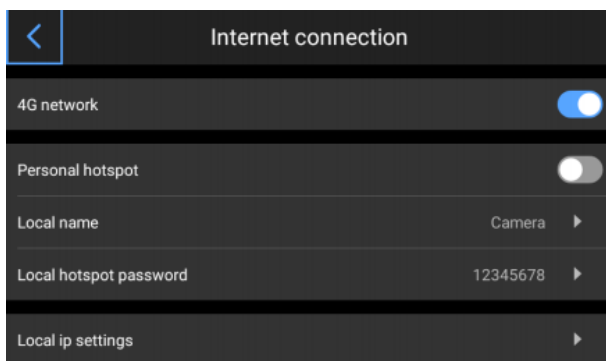 Internet connection
4G network
Personal hotspot
Local name Camera
Local hotspot password 12345678
Local ip settings